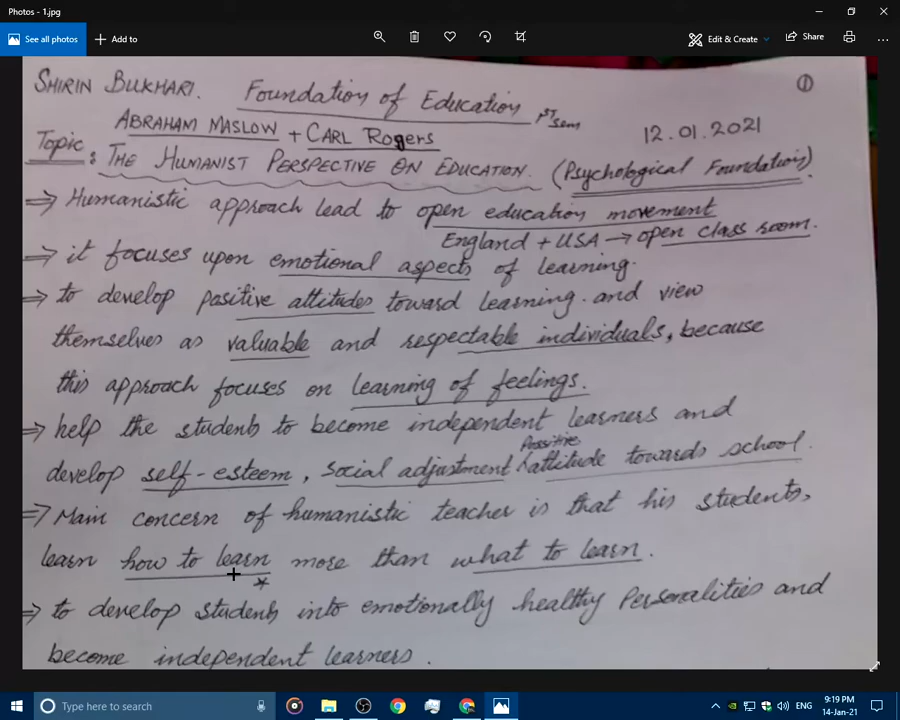 Photos - 1.jpg
See all photos
Add to
Edit & Create
Share
SHIRIN BUKHARI. Foundation of Education 1ST Sem
1
ABRAHAM MASLOW + CARL ROgers
12.01.2021
Topic : THE HUMANIST PERSPECTIVE ON EDUCATION. (Psychological Foundation)
⇒ Humanistic approach lead to open education movement
England + USA → open class room.
⇒ it focuses upon emotional aspects of learning.
⇒ to develop pasitive attitudes toward learning. and view
themselves as valuable and respectable individuals, because
this approach focuses on learning of feelings.
⇒ help the students to become independent learners and
Possitive
develop self-esteem, social adjustment attitude towards school.
⇒ Main concern of humanistic teacher is that his students,
learn how to learn more than what to learn.
*
⇒ to develop students into emotionally healthy Personalities and
become independent learners.
Type here to search
ENG
9:19 PM
14-Jan-21